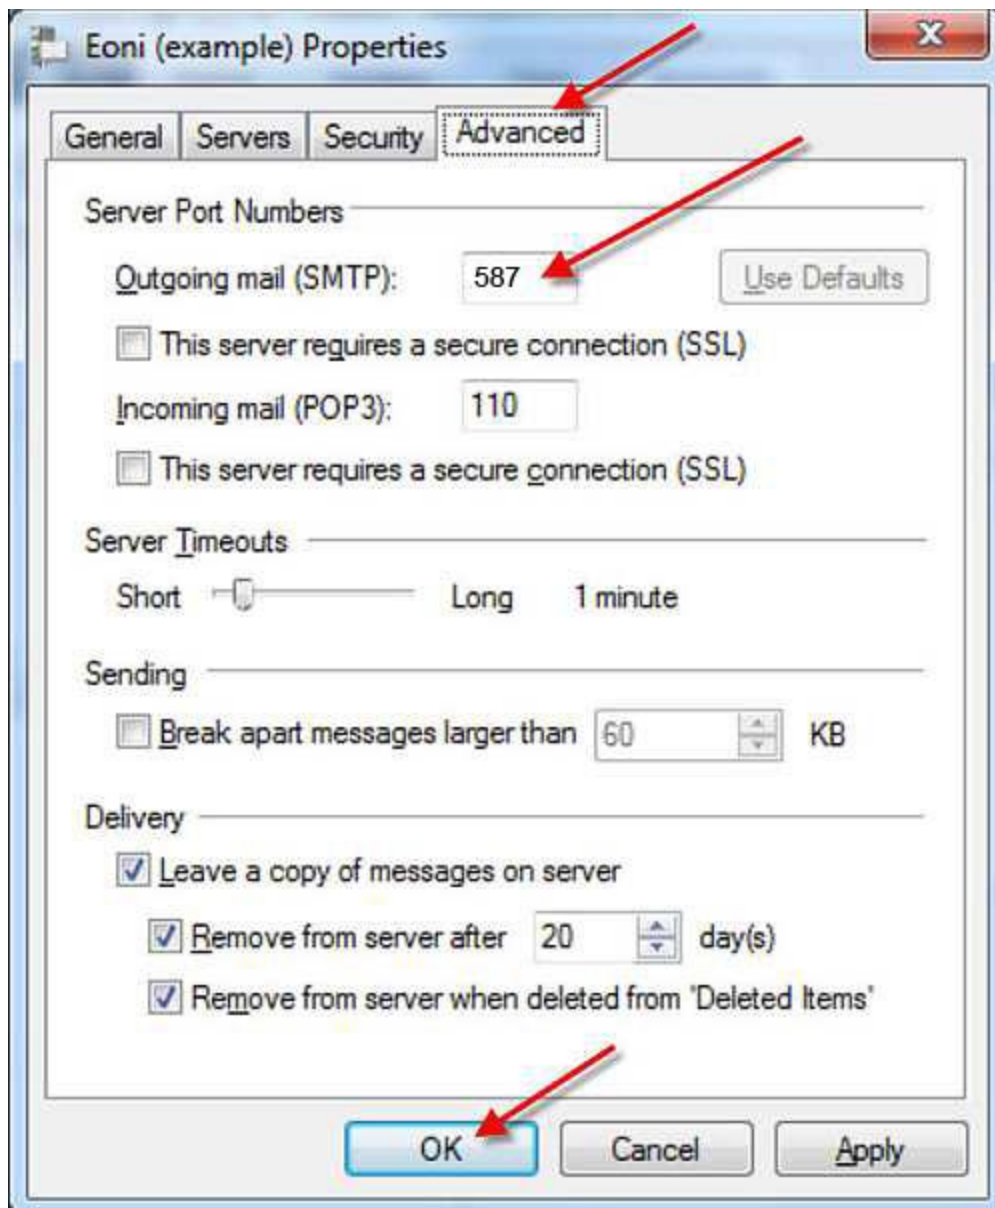 Eoni (example) Properties
General Servers Security Advanced
Server Port Numbers
Outgoing mail (SMTP): 587 Use Defaults
This server requires a secure connection (SSL)
Incoming mail (POP3): 110
This server requires a secure connection (SSL)
Server Timeouts
Short Long 1 minute
Sending
Break apart messages larger than 60 KB
Delivery
Leave a copy of messages on server
Remove from server after 20 day(s)
Remove from server when deleted from 'Deleted Items'
OK Cancel Apply